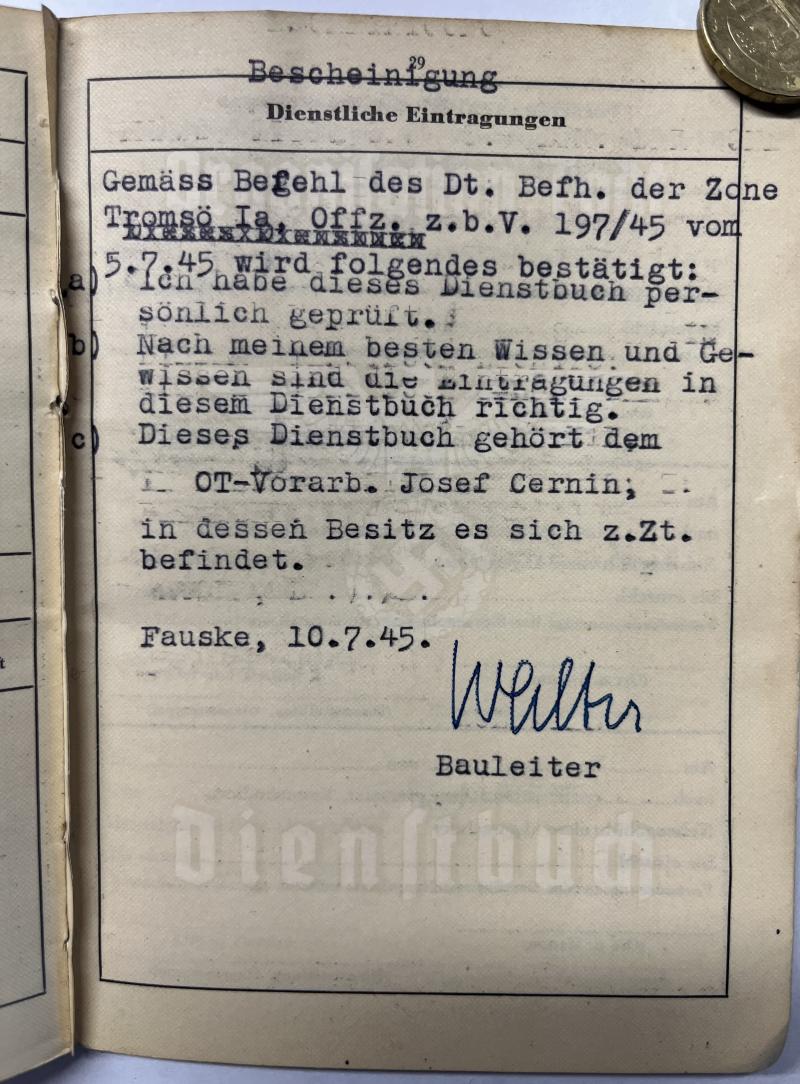 29
Bescheinigung
Dienstliche Eintragungen
Gemäss Befehl des Dt. Befh. der Zone
Tromsö Ia, Offz. z.b.V. 197/45 vom
5.7.45 wird folgendes bestätigt:
a) Ich habe dieses Dienstbuch per-
sönlich geprüft.
b) Nach meinem besten Wissen und Ge-
wissen sind die Eintragungen in
diesem Dienstbuch richtig.
c) Dieses Dienstbuch gehört dem
OT-Vorarb. Josef Cernin,
in dessen Besitz es sich z.Zt.
befindet.
Fauske, 10.7.45.
Walter
Bauleiter
Dienstbuch